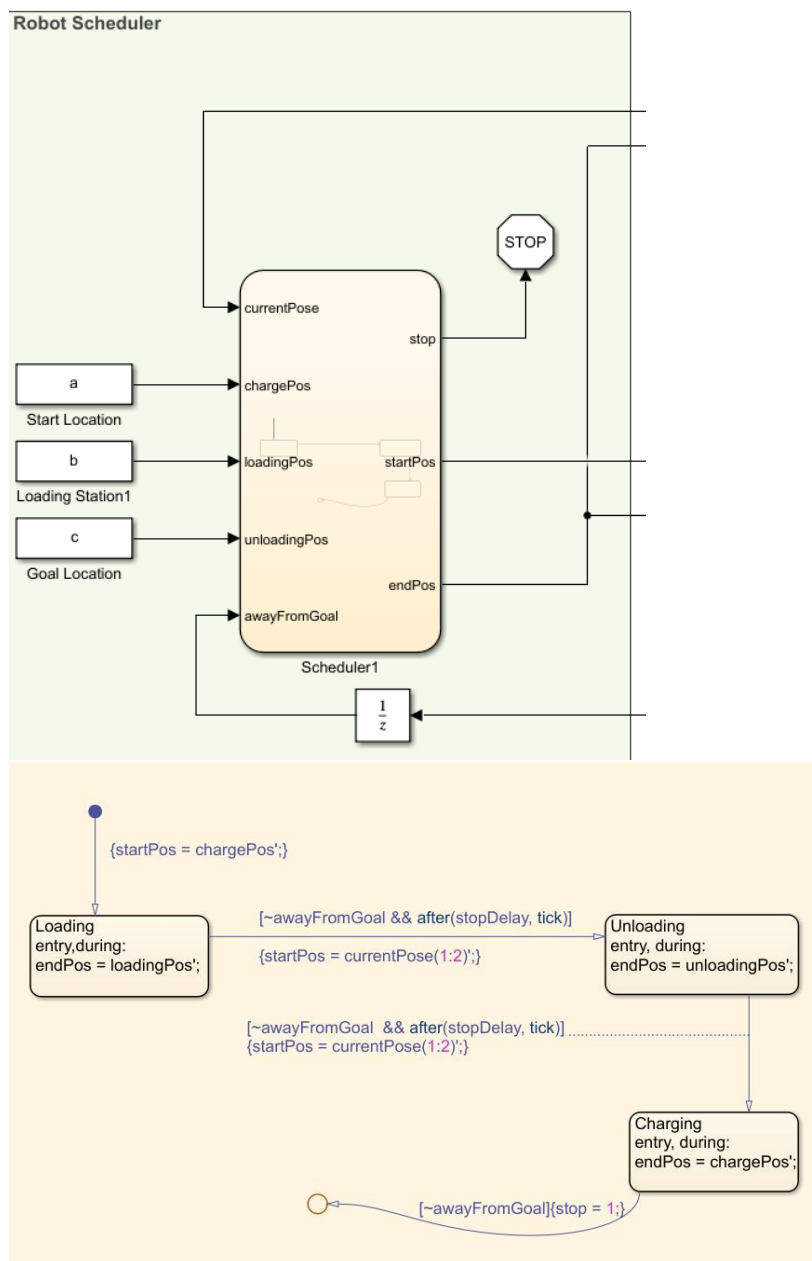 Robot Scheduler
STOP
currentPose
stop
a
chargePos
Start Location
b
loadingPos
startPos
Loading Station1
c
unloadingPos
Goal Location
endPos
awayFromGoal
Scheduler1
1
z
{startPos = chargePos';}
Loading
entry,during:
endPos = loadingPos';
[~awayFromGoal && after(stopDelay, tick)]
{startPos = currentPose(1:2)';}
Unloading
entry, during:
endPos = unloadingPos';
[~awayFromGoal  && after(stopDelay, tick)]
{startPos = currentPose(1:2)';}
Charging
entry, during:
endPos = chargePos';
[~awayFromGoal]{stop = 1;}